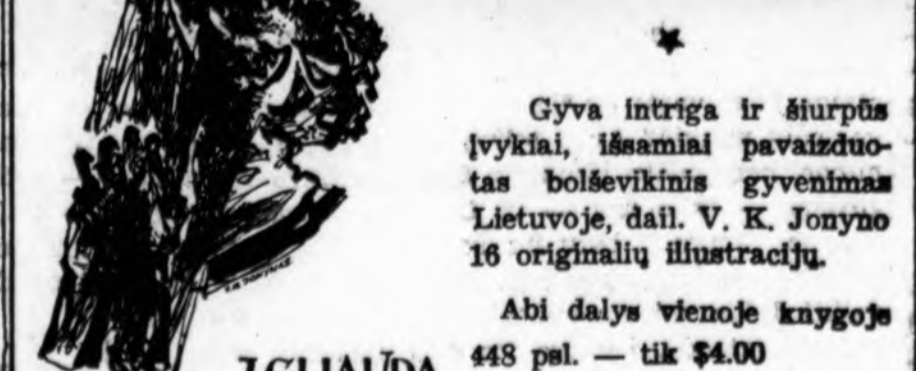 Gyva intriga ir šiurpūs
įvykiai, išsamiai pavaizduo-
tas bolševikinis gyvenimas
Lietuvoje, dail. V. K. Jonyno
16 originalių iliustracijų.
Abi dalys vienoje knygoje
448 psl. — tik $4.00